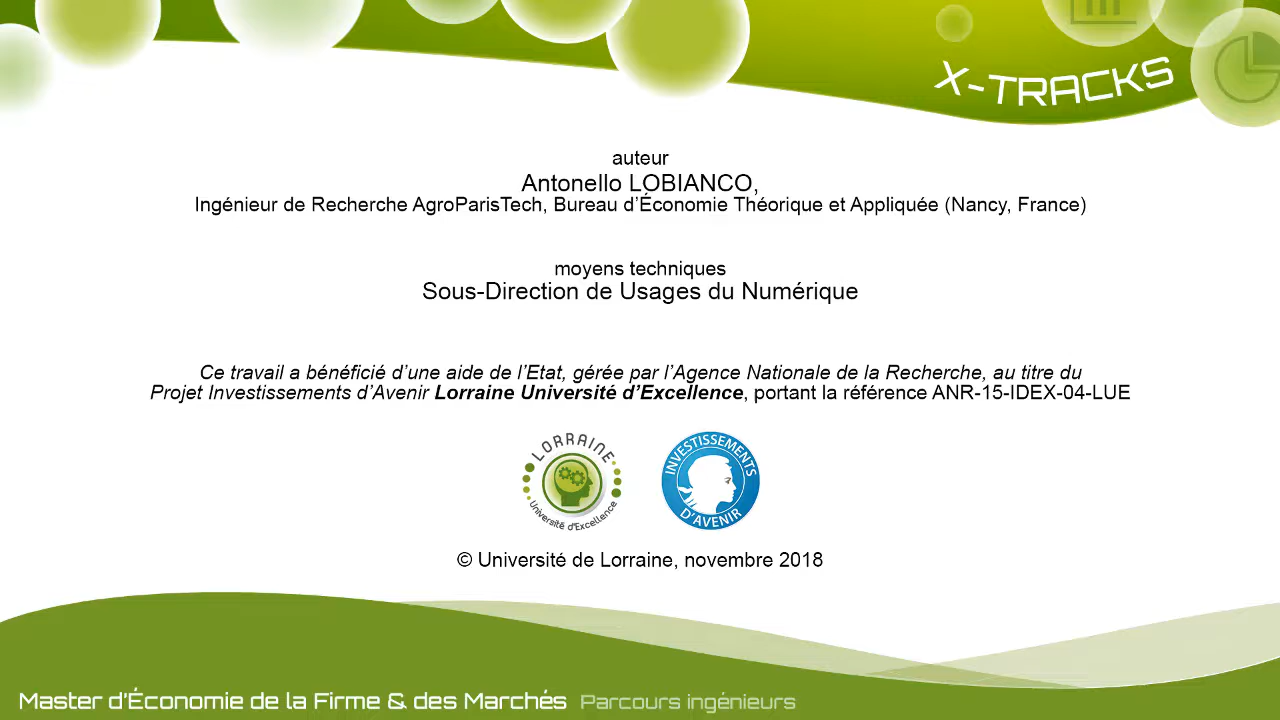 X-TRACKS
auteur
Antonello LOBIANCO,
Ingénieur de Recherche AgroParisTech, Bureau d’Économie Théorique et Appliquée (Nancy, France)
moyens techniques
Sous-Direction de Usages du Numérique
Ce travail a bénéficié d’une aide de l’Etat, gérée par l’Agence Nationale de la Recherche, au titre du
Projet Investissements d’Avenir Lorraine Université d’Excellence, portant la référence ANR-15-IDEX-04-LUE
LORRAINE
Université d'Excellence
INVESTISSEMENTS
D'AVENIR
© Université de Lorraine, novembre 2018
Master d'Économie de la Firme & des Marchés Parcours ingénieurs